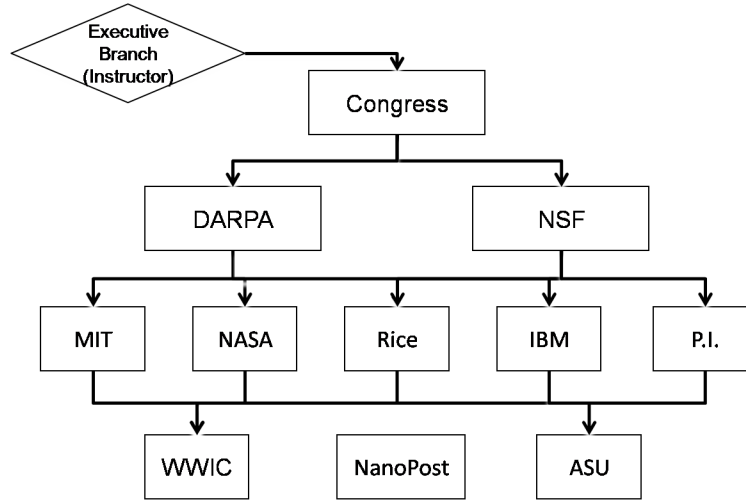 Executive
Branch
(Instructor)
Congress
DARPA
NSF
MIT
NASA
Rice
IBM
P.I.
WWIC
NanoPost
ASU